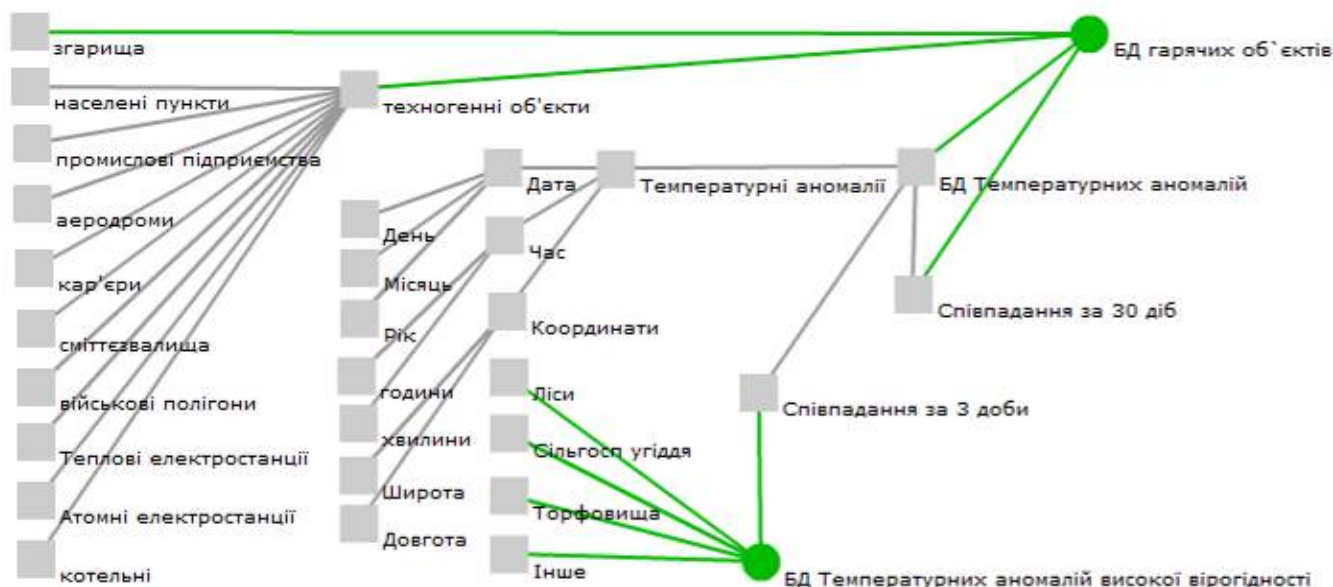 згарища
БД гарячих об`єктів
населені пункти
техногенні об'єкти
промислові підприємства
Дата
Температурні аномалії
БД Температурних аномалій
аеродроми
День
Час
кар'єри
Місяць
Співпадання за 30 діб
сміттєзвалища
Рік
Координати
військові полігони
години
Ліси
Співпадання за 3 доби
Теплові електростанції
хвилини
Сільгосп угіддя
Атомні електростанції
Широта
Торфовища
котельні
Довгота
Інше
БД Температурних аномалій високої вірогідності